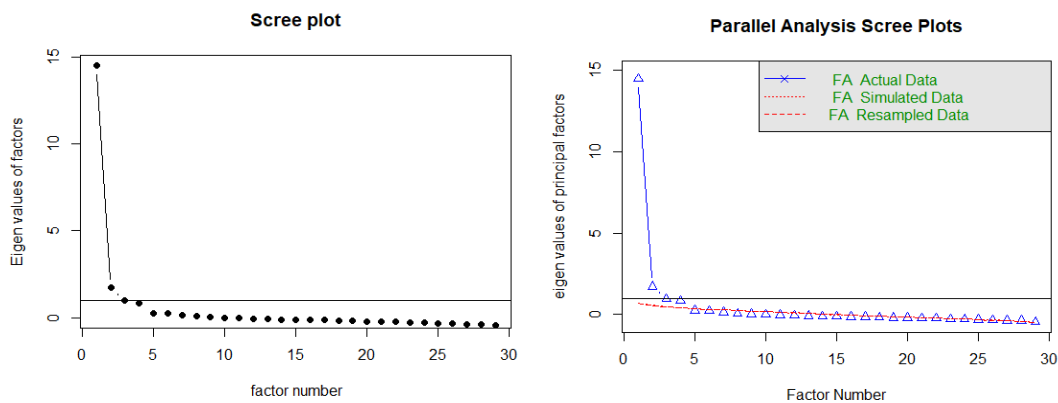 Scree plot
Eigen values of factors
15
10
5
0
0 5 10 15 20 25 30
factor number
Parallel Analysis Scree Plots
eigen values of principal factors
15
10
5
0
FA Actual Data
FA Simulated Data
FA Resampled Data
0 5 10 15 20 25 30
Factor Number